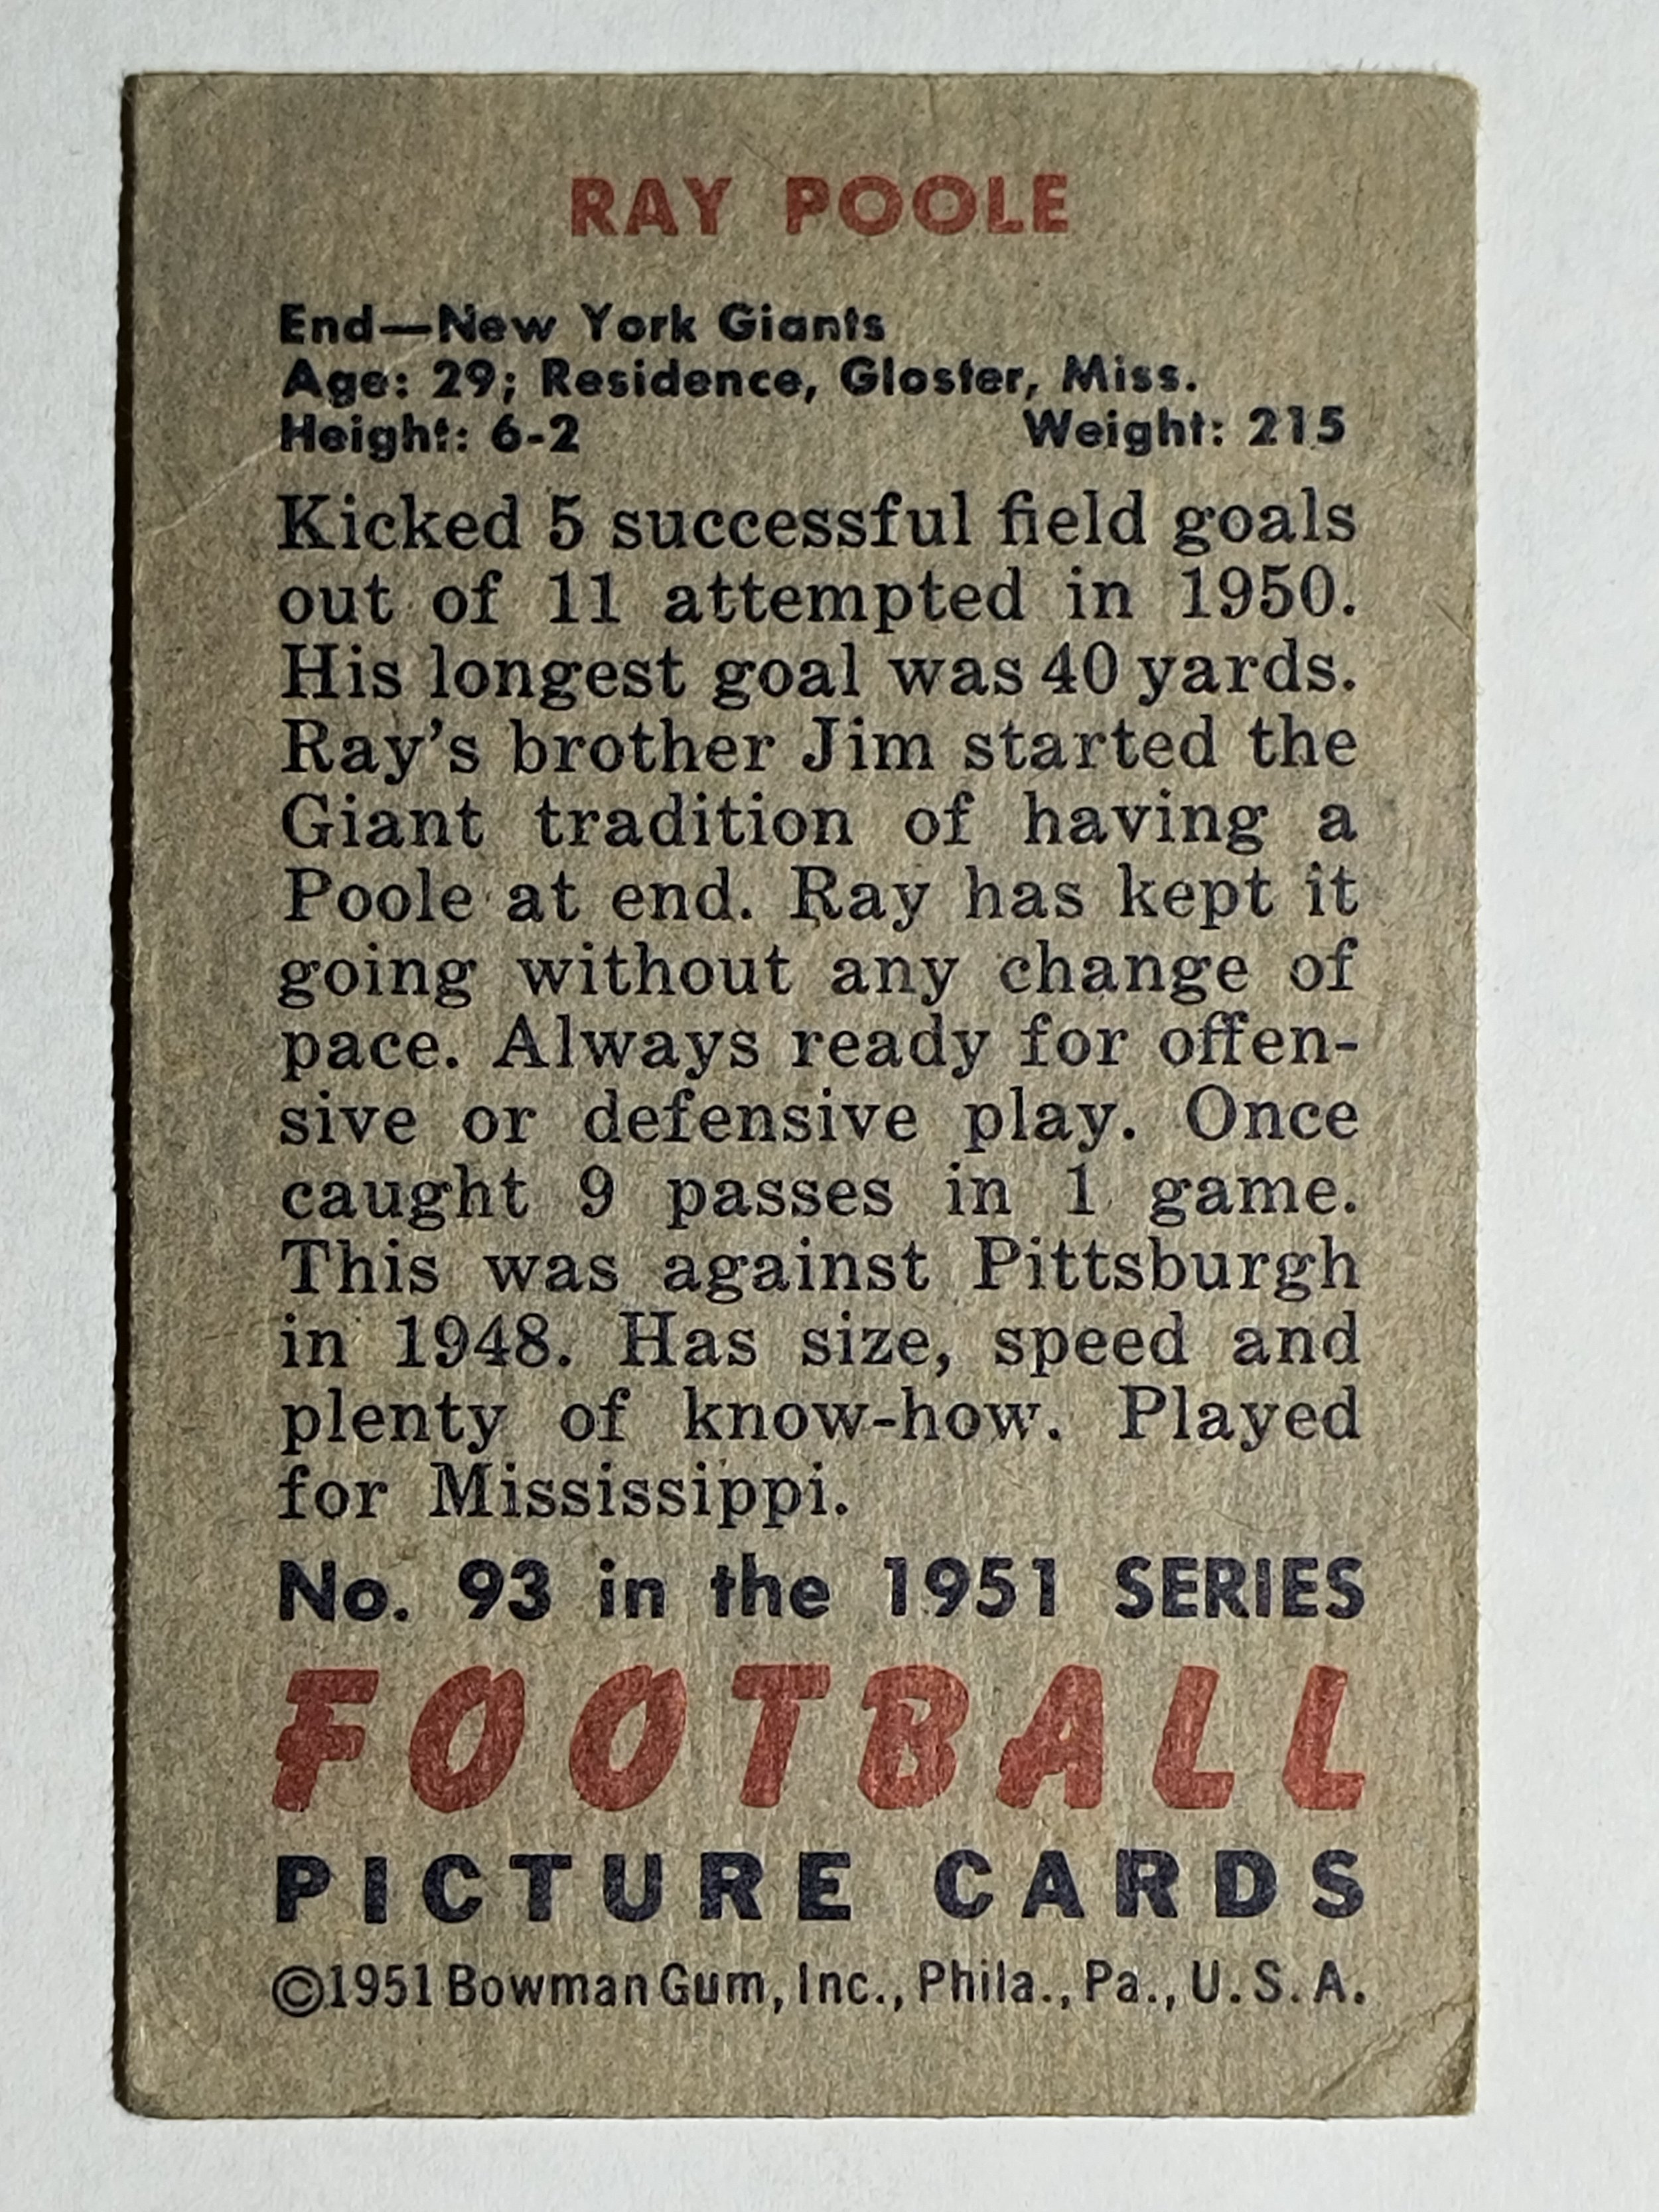 RAY POOLE
End—New York Giants
Age: 29; Residence, Gloster, Miss.
Height: 6-2 Weight: 215
Kicked 5 successful field goals
out of 11 attempted in 1950.
His longest goal was 40 yards.
Ray's brother Jim started the
Giant tradition of having a
Poole at end. Ray has kept it
going without any change of
pace. Always ready for offen-
sive or defensive play. Once
caught 9 passes in 1 game.
This was against Pittsburgh
in 1948. Has size, speed and
plenty of know-how. Played
for Mississippi.
No. 93 in the 1951 SERIES
FOOTBALL
PICTURE CARDS
©1951 Bowman Gum, Inc., Phila., Pa., U.S.A.